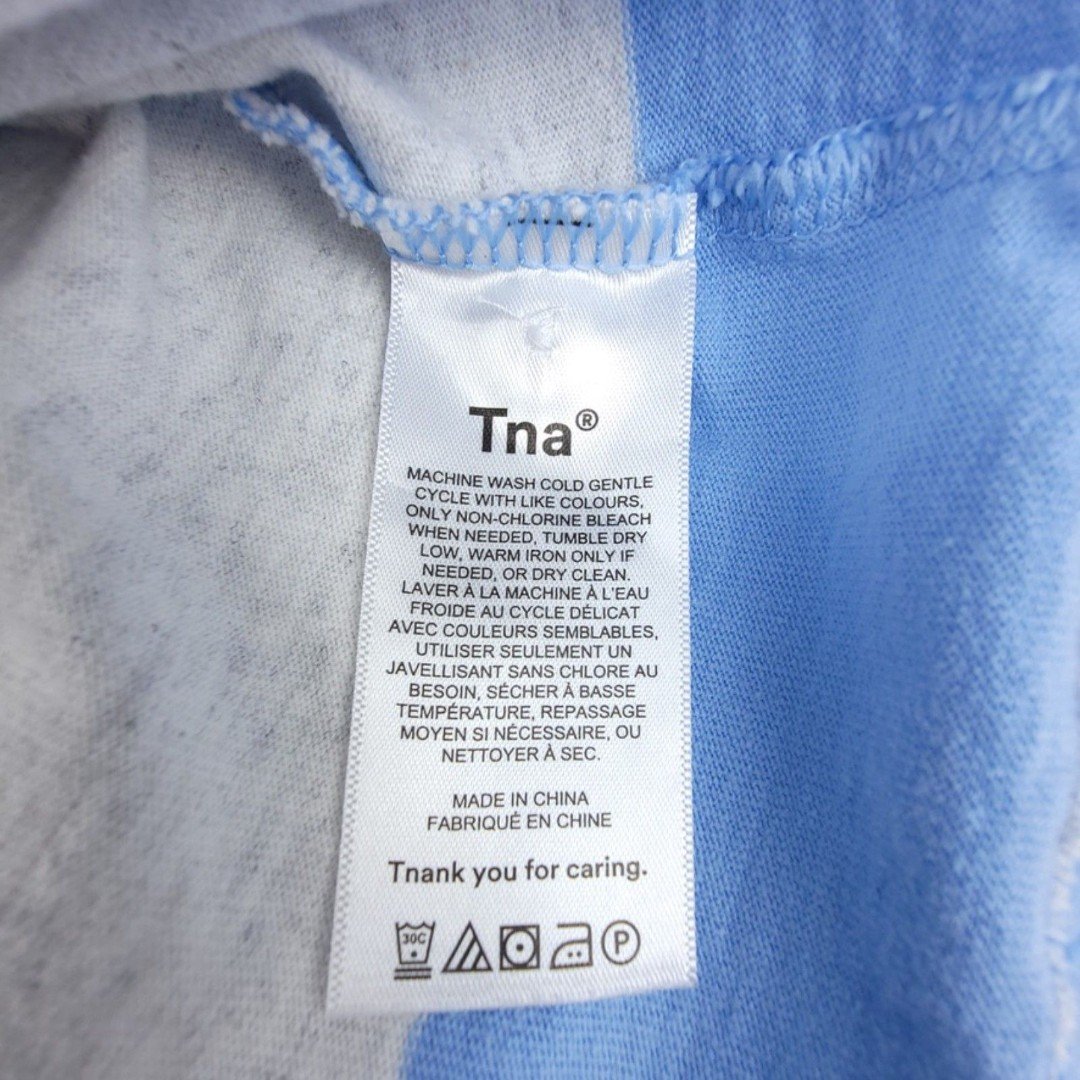 Tna®
MACHINE WASH COLD GENTLE
CYCLE WITH LIKE COLOURS,
ONLY NON-CHLORINE BLEACH
WHEN NEEDED, TUMBLE DRY
LOW, WARM IRON ONLY IF
NEEDED, OR DRY CLEAN.
LAVER À LA MACHINE À L'EAU
FROIDE AU CYCLE DÉLICAT
AVEC COULEURS SEMBLABLES,
UTILISER SEULEMENT UN
JAVELLISANT SANS CHLORE AU
BESOIN, SÉCHER À BASSE
TEMPÉRATURE, REPASSAGE
MOYEN SI NÉCESSAIRE, OU
NETTOYER À SEC.
MADE IN CHINA
FABRIQUÉ EN CHINE
Tnank you for caring.
30C P